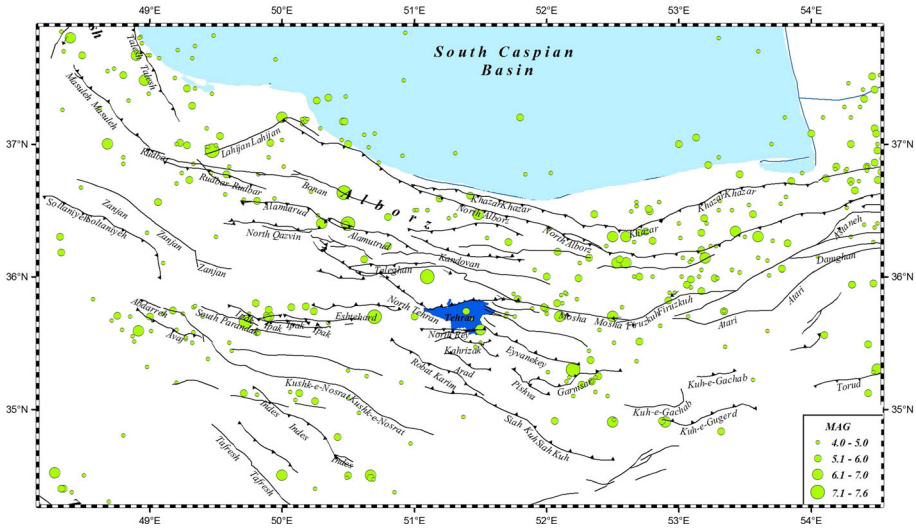 49°E 50°E 51°E 52°E 53°E 54°E
sh
South Caspian
Basin
Talesh
Talesh
Masuleh
Masuleh
37°N
37°N
Lahijan
Lahijan
Rudbar
Rudbar
Rudbar
Bonan
Alborz
Khazar
Khazar
Khazar
Khazar
Khazar
North Alborz
North Alborz
Alamutrud
Alamutrud
North Qazvin
Kandovan
Taleghan
Soltaniyeh
Soltaniyeh
Zanjan
Zanjan
Zanjan
Damghan
36°N
36°N
Atari
Atari
Firuzkuh
Firuzkuh
Mosha
Mosha
North Tehran
Tehran
North Rey
Kahrizak
Eyvanekey
Abdarreh
Avaj
South Parandak
Ipak
Ipak
Ipak
Ipak
Eshtehard
Arad
Robat Karim
Pishva
Garmsar
Kuh-e-Gachab
Kuh-e-Gachab
Kuh-e-Gugerd
Torud
35°N
35°N
Kushk-e-Nosrat
Kushk-e-Nosrat
Indes
Indes
Indes
Siah Kuh
Siah Kuh
Tafresh
Tafresh
MAG
4.0 - 5.0
5.1 - 6.0
6.1 - 7.0
7.1 - 7.6
49°E 50°E 51°E 52°E 53°E 54°E